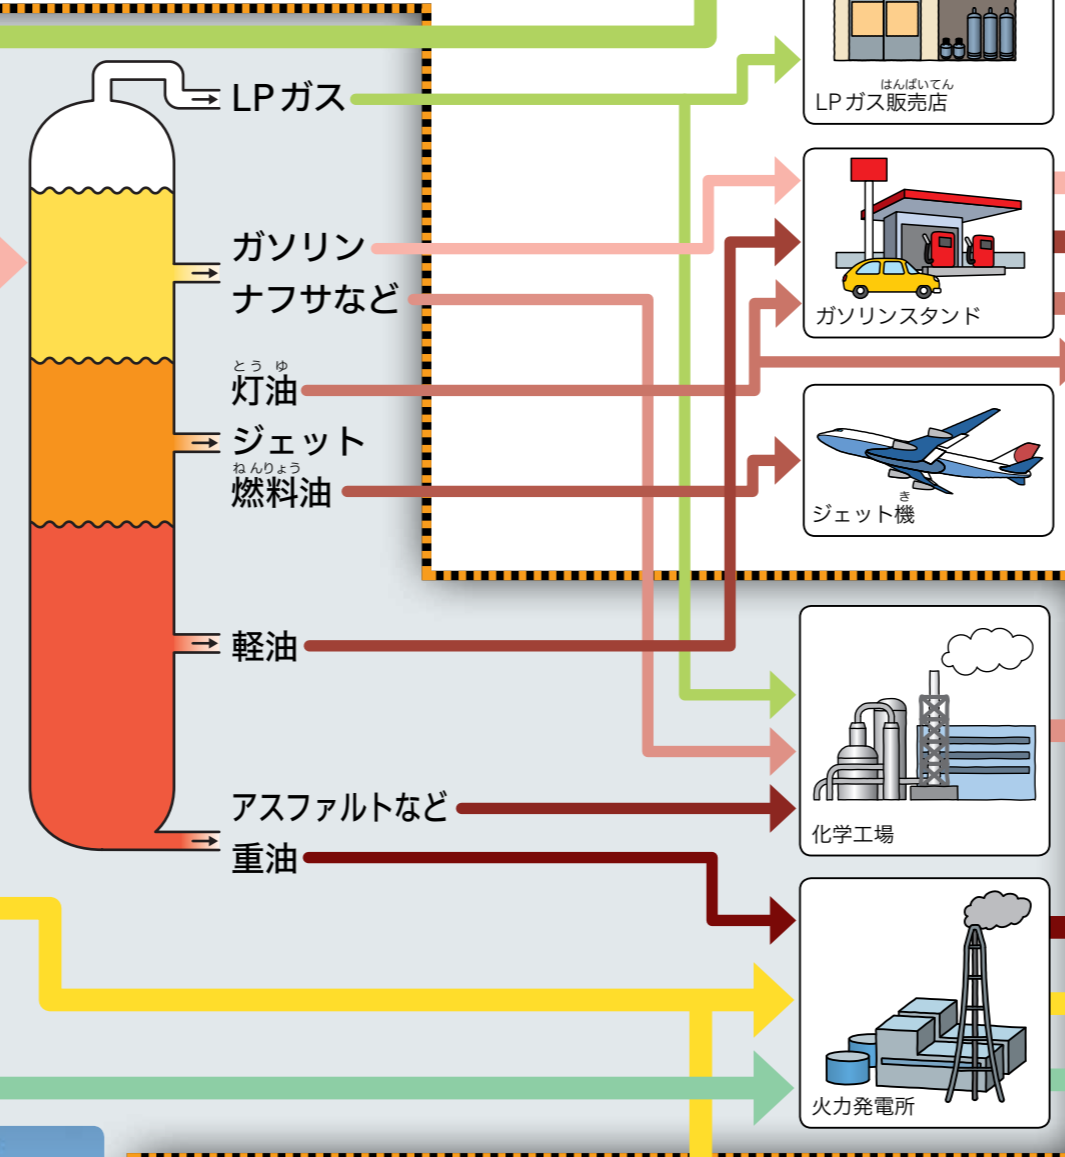 LPガス
はんばいてん
LPガス販売店
ガソリン
ナフサなど
ガソリンスタンド
とうゆ
灯油
ジェット
ねんりょう
燃料油
き
ジェット機
軽油
アスファルトなど
化学工場
重油
火力発電所